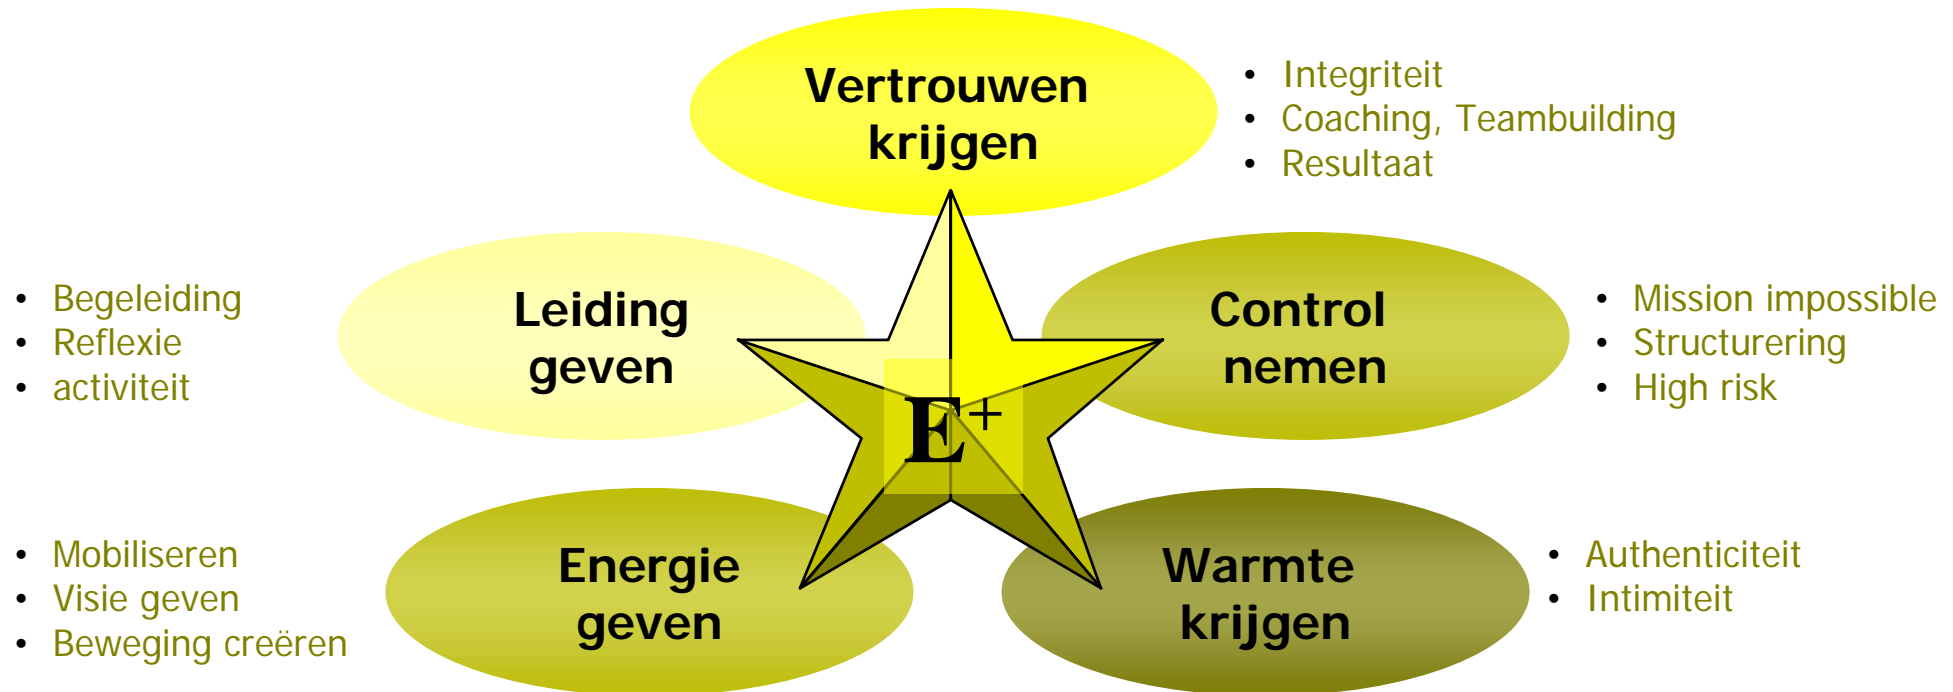 Vertrouwen
krijgen
• Integriteit
• Coaching, Teambuilding
• Resultaat
• Begeleiding
• Reflexie
• activiteit
Leiding
geven
Control
nemen
• Mission impossible
• Structurering
• High risk
E+
• Mobiliseren
• Visie geven
• Beweging creëren
Energie
geven
Warmte
krijgen
• Authenticiteit
• Intimiteit